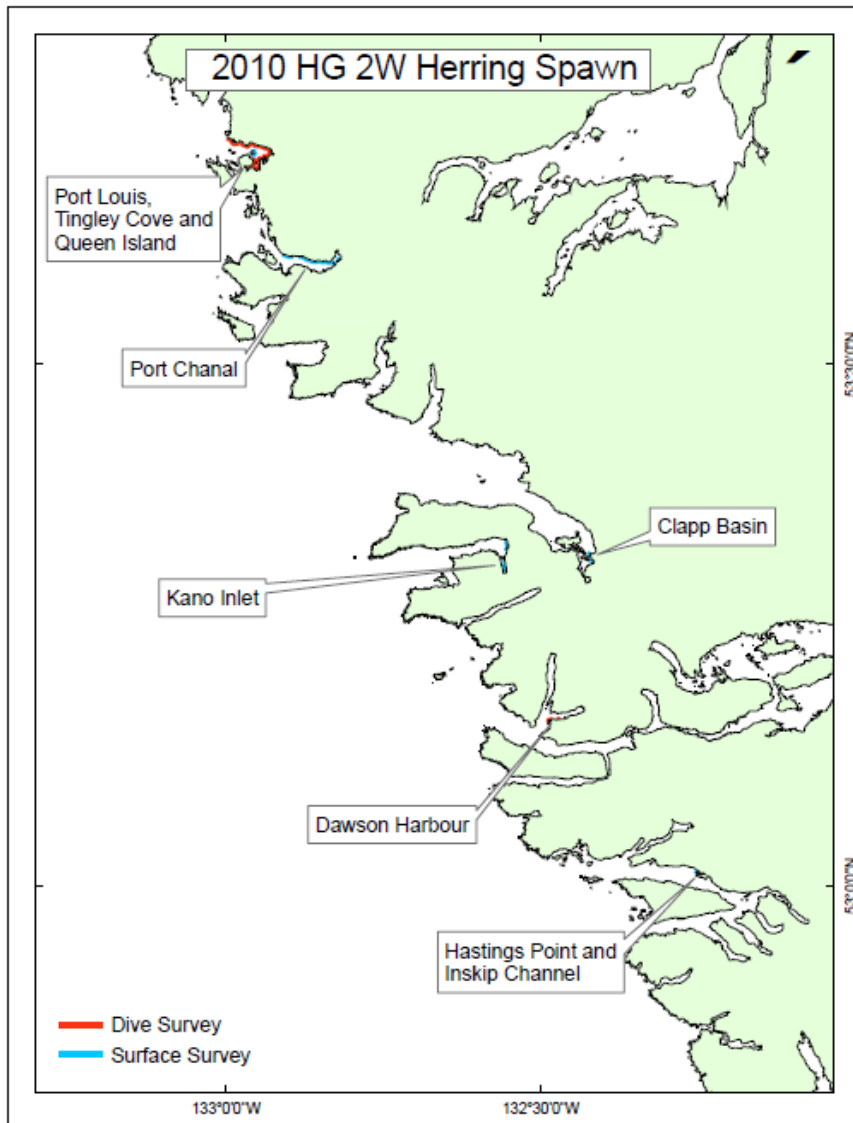 2010 HG 2W Herring Spawn
Port Louis,
Tingley Cove and
Queen Island
Port Chanal
53°30'0"N
Clapp Basin
Kano Inlet
Dawson Harbour
53°0'0"N
Hastings Point and
Inskip Channel
Dive Survey
Surface Survey
133°0'0"W
132°30'0"W